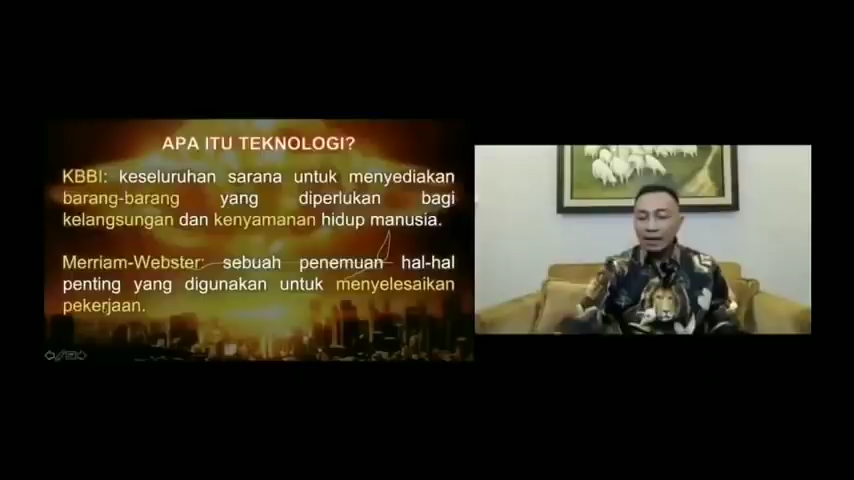 APA ITU TEKNOLOGI?
KBBI: keseluruhan sarana untuk menyediakan
barang-barang yang diperlukan bagi
kelangsungan dan kenyamanan hidup manusia.
Merriam-Webster: sebuah penemuan hal-hal
penting yang digunakan untuk menyelesaikan
pekerjaan.